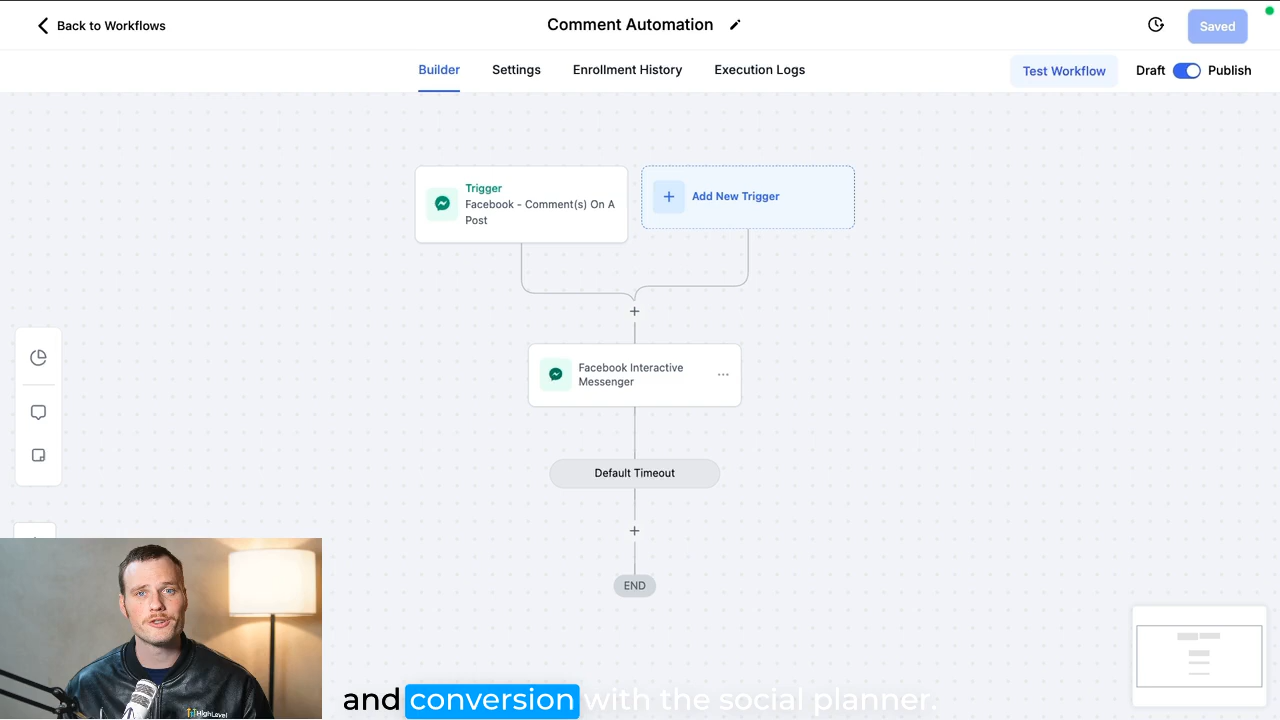 Back to Workflows
Comment Automation
Saved
Builder
Settings
Enrollment History
Execution Logs
Test Workflow
Draft
Publish
Trigger
Facebook - Comment(s) On A
Post
Add New Trigger
Facebook Interactive
Messenger
Default Timeout
END
HighLevel
and conversion with the social planner.